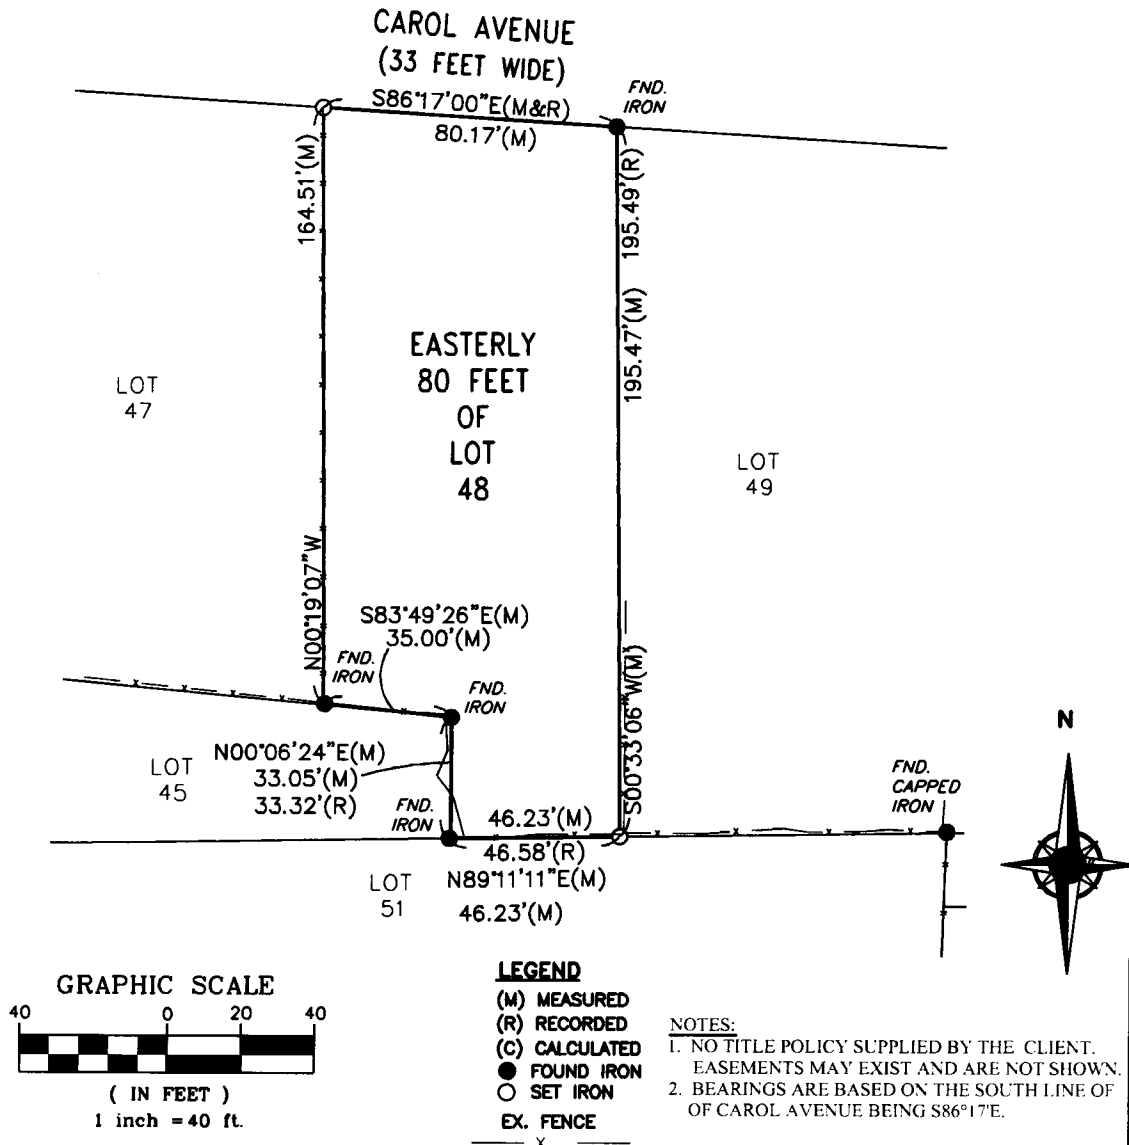 CAROL AVENUE
(33 FEET WIDE)
S86°17'00"E(M&R)
80.17'(M)
FND.
IRON
164.51'(M)
195.49'(R)
195.47'(M)
EASTERLY
80 FEET
OF
LOT
48
LOT
47
LOT
49
N00°19'07"W
S83°49'26"E(M)
35.00'(M)
FND.
IRON
FND.
IRON
S00°33'06"W(M)
N
LOT
45
N00°06'24"E(M)
33.05'(M)
33.32'(R)
FND.
IRON
FND.
CAPPED
IRON
46.23'(M)
46.58'(R)
N89°11'11"E(M)
46.23'(M)
LOT
51
GRAPHIC SCALE
40 0 20 40
( IN FEET )
1 inch = 40 ft.
LEGEND
(M) MEASURED
(R) RECORDED
(C) CALCULATED
FOUND IRON
SET IRON
EX. FENCE
X
NOTES:
1. NO TITLE POLICY SUPPLIED BY THE CLIENT.
EASEMENTS MAY EXIST AND ARE NOT SHOWN.
2. BEARINGS ARE BASED ON THE SOUTH LINE OF
OF CAROL AVENUE BEING S86°17'E.